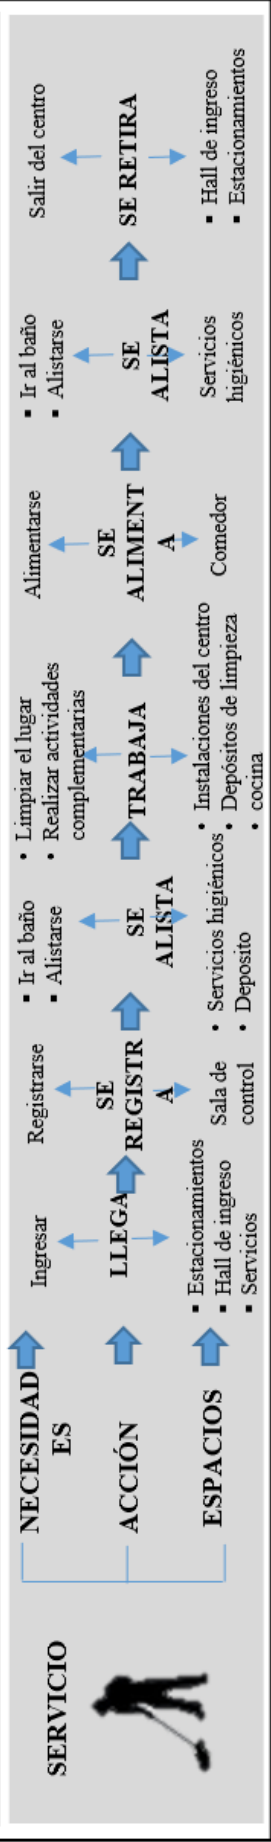 SERVICIO
NECESIDAD
ES
ACCIÓN
ESPACIOS
Ingresar
LLEGA
▪ Estacionamientos
▪ Hall de ingreso
▪ Servicios
Registrarse
SE
REGISTR
A
Sala de
control
▪ Ir al baño
▪ Alistarse
SE
ALISTA
• Servicios higiénicos
• Deposito
• Limpiar el lugar
• Realizar actividades
complementarias
TRABAJA
• Instalaciones del centro
• Depósitos de limpieza
• cocina
Alimentarse
SE
ALIMENT
A
Comedor
▪ Ir al baño
▪ Alistarse
SE
ALISTA
Servicios
higiénicos
Salir del centro
SE RETIRA
▪ Hall de ingreso
▪ Estacionamientos